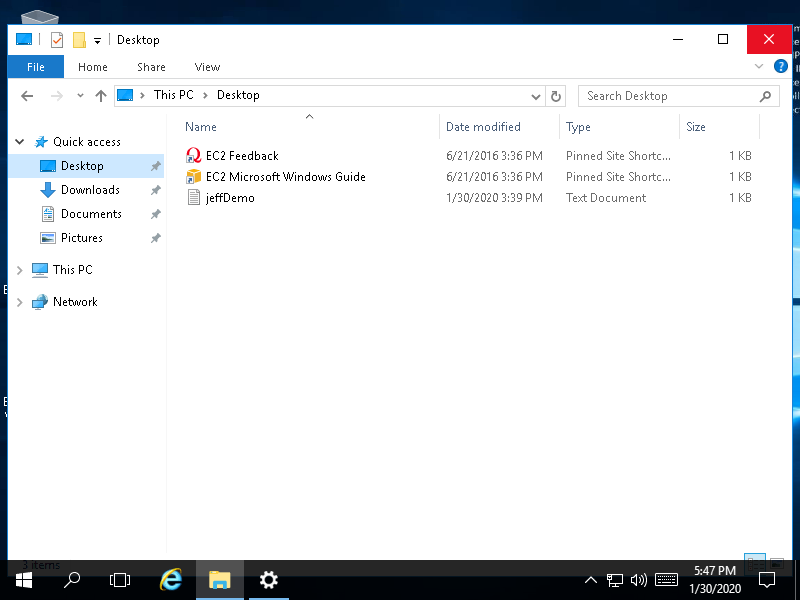 Desktop
File Home Share View
This PC Desktop
Search Desktop
Name Date modified Type Size
Quick access
Desktop
Downloads
Documents
Pictures
This PC
Network
EC2 Feedback 6/21/2016 3:36 PM Pinned Site Shortc... 1 KB
EC2 Microsoft Windows Guide 6/21/2016 3:36 PM Pinned Site Shortc... 1 KB
jeffDemo 1/30/2020 3:39 PM Text Document 1 KB
3 items
5:47 PM
1/30/2020